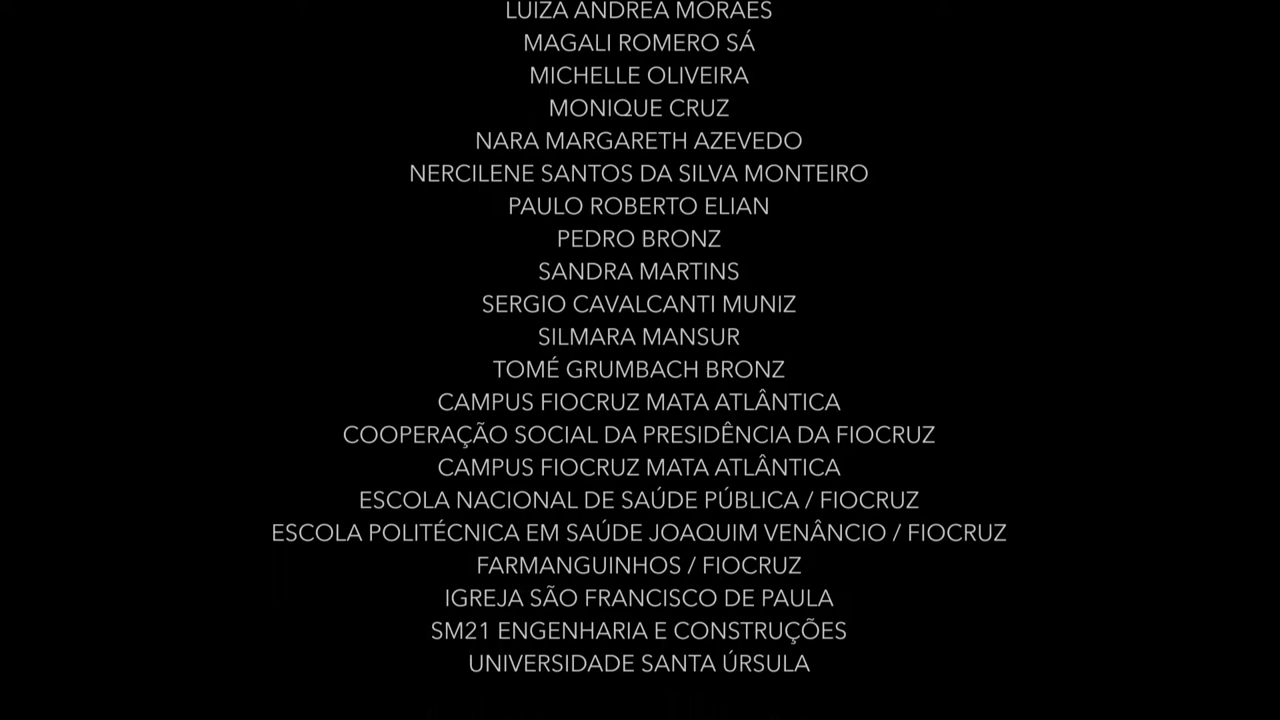 LUIZA ANDREA MORAES
MAGALI ROMERO SÁ
MICHELLE OLIVEIRA
MONIQUE CRUZ
NARA MARGARETH AZEVEDO
NERCILENE SANTOS DA SILVA MONTEIRO
PAULO ROBERTO ELIAN
PEDRO BRONZ
SANDRA MARTINS
SERGIO CAVALCANTI MUNIZ
SILMARA MANSUR
TOMÉ GRUMBACH BRONZ
CAMPUS FIOCRUZ MATA ATLÂNTICA
COOPERAÇÃO SOCIAL DA PRESIDÊNCIA DA FIOCRUZ
CAMPUS FIOCRUZ MATA ATLÂNTICA
ESCOLA NACIONAL DE SAÚDE PÚBLICA / FIOCRUZ
ESCOLA POLITÉCNICA EM SAÚDE JOAQUIM VENÂNCIO / FIOCRUZ
FARMANGUINHOS / FIOCRUZ
IGREJA SÃO FRANCISCO DE PAULA
SM21 ENGENHARIA E CONSTRUÇÕES
UNIVERSIDADE SANTA ÚRSULA